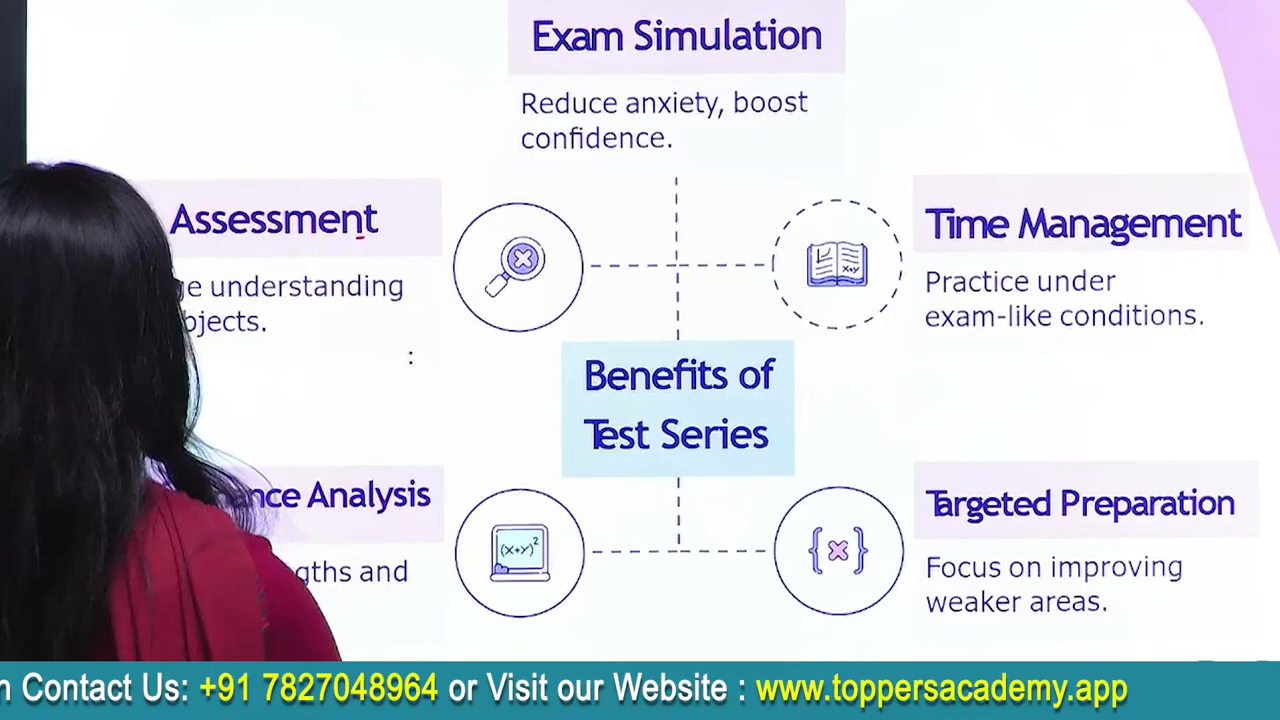 Exam Simulation
Reduce anxiety, boost
confidence.
Assessment
understanding
Time Management
Practice under
exam-like conditions.
Benefits of
Test Series
Analysis
and
Targeted Preparation
Focus on improving
weaker areas.
Contact Us: +91 7827048964 or Visit our Website : www.toppersacademy.app